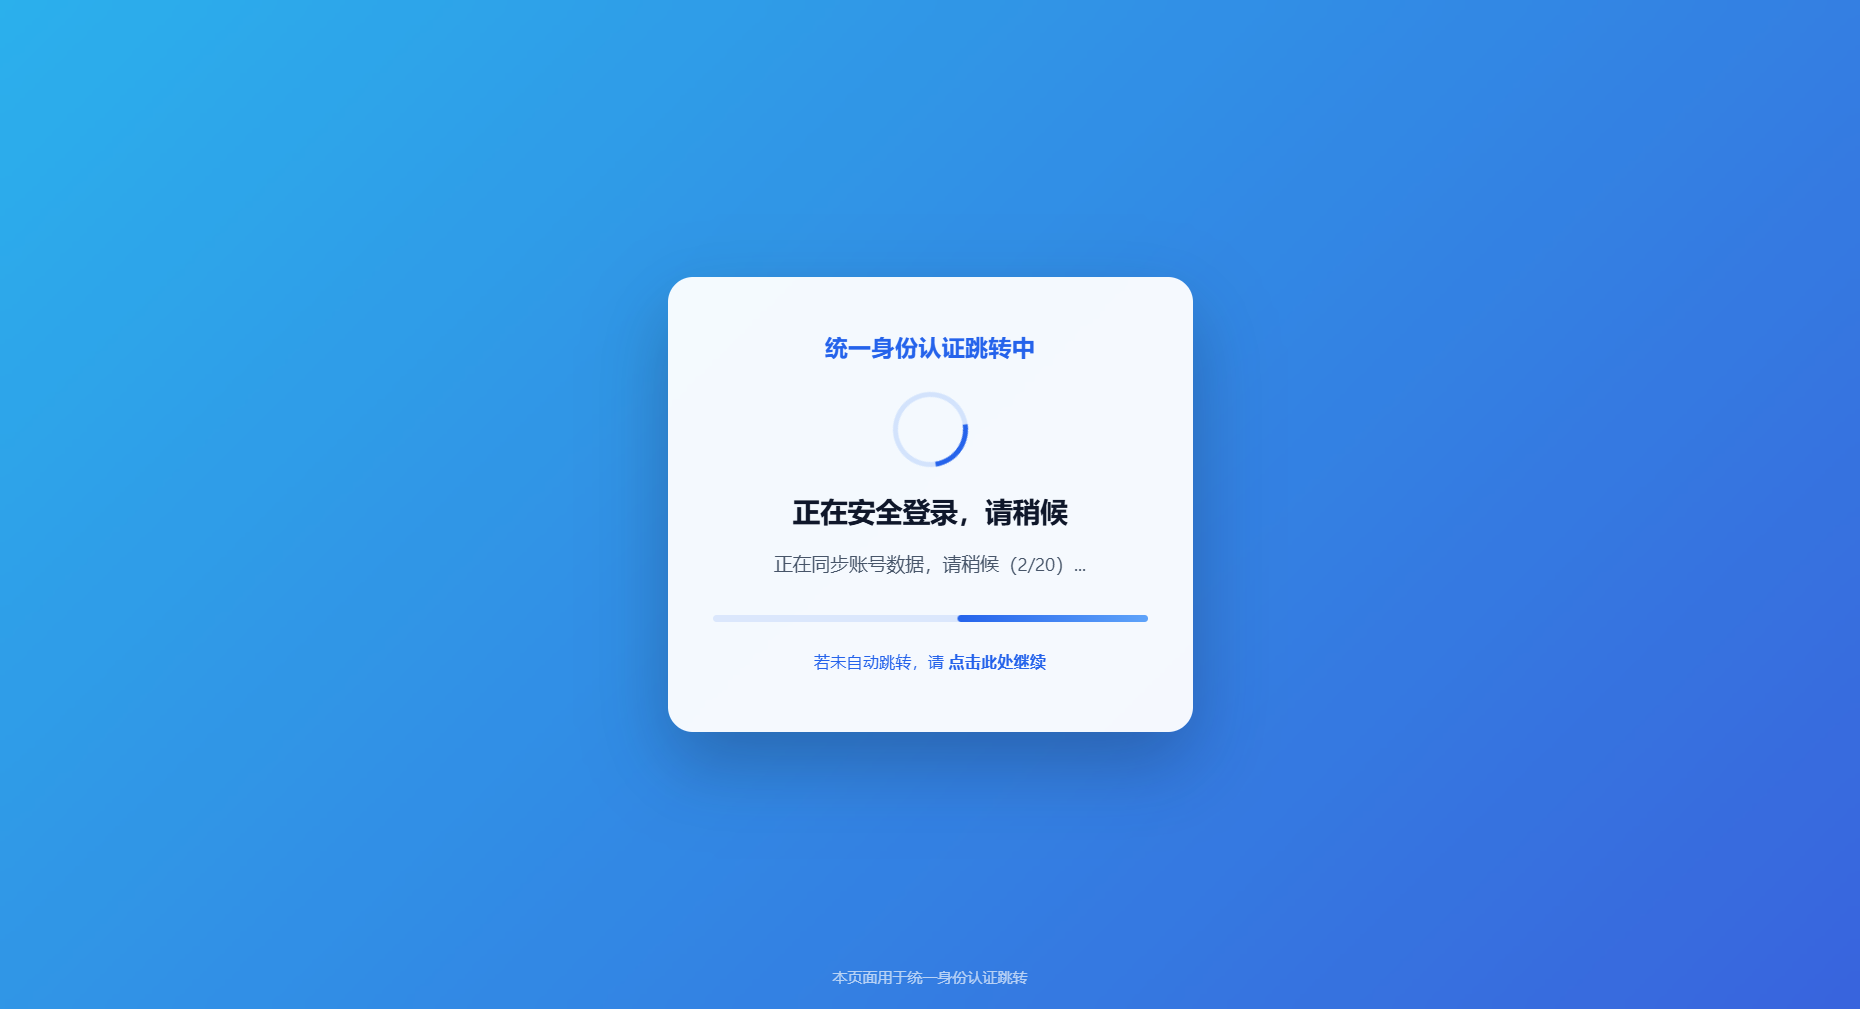 统一身份认证跳转中
正在安全登录，请稍候
正在同步账号数据，请稍候（2/20）...
若未自动跳转，请 点击此处继续
本页面用于统一身份认证跳转